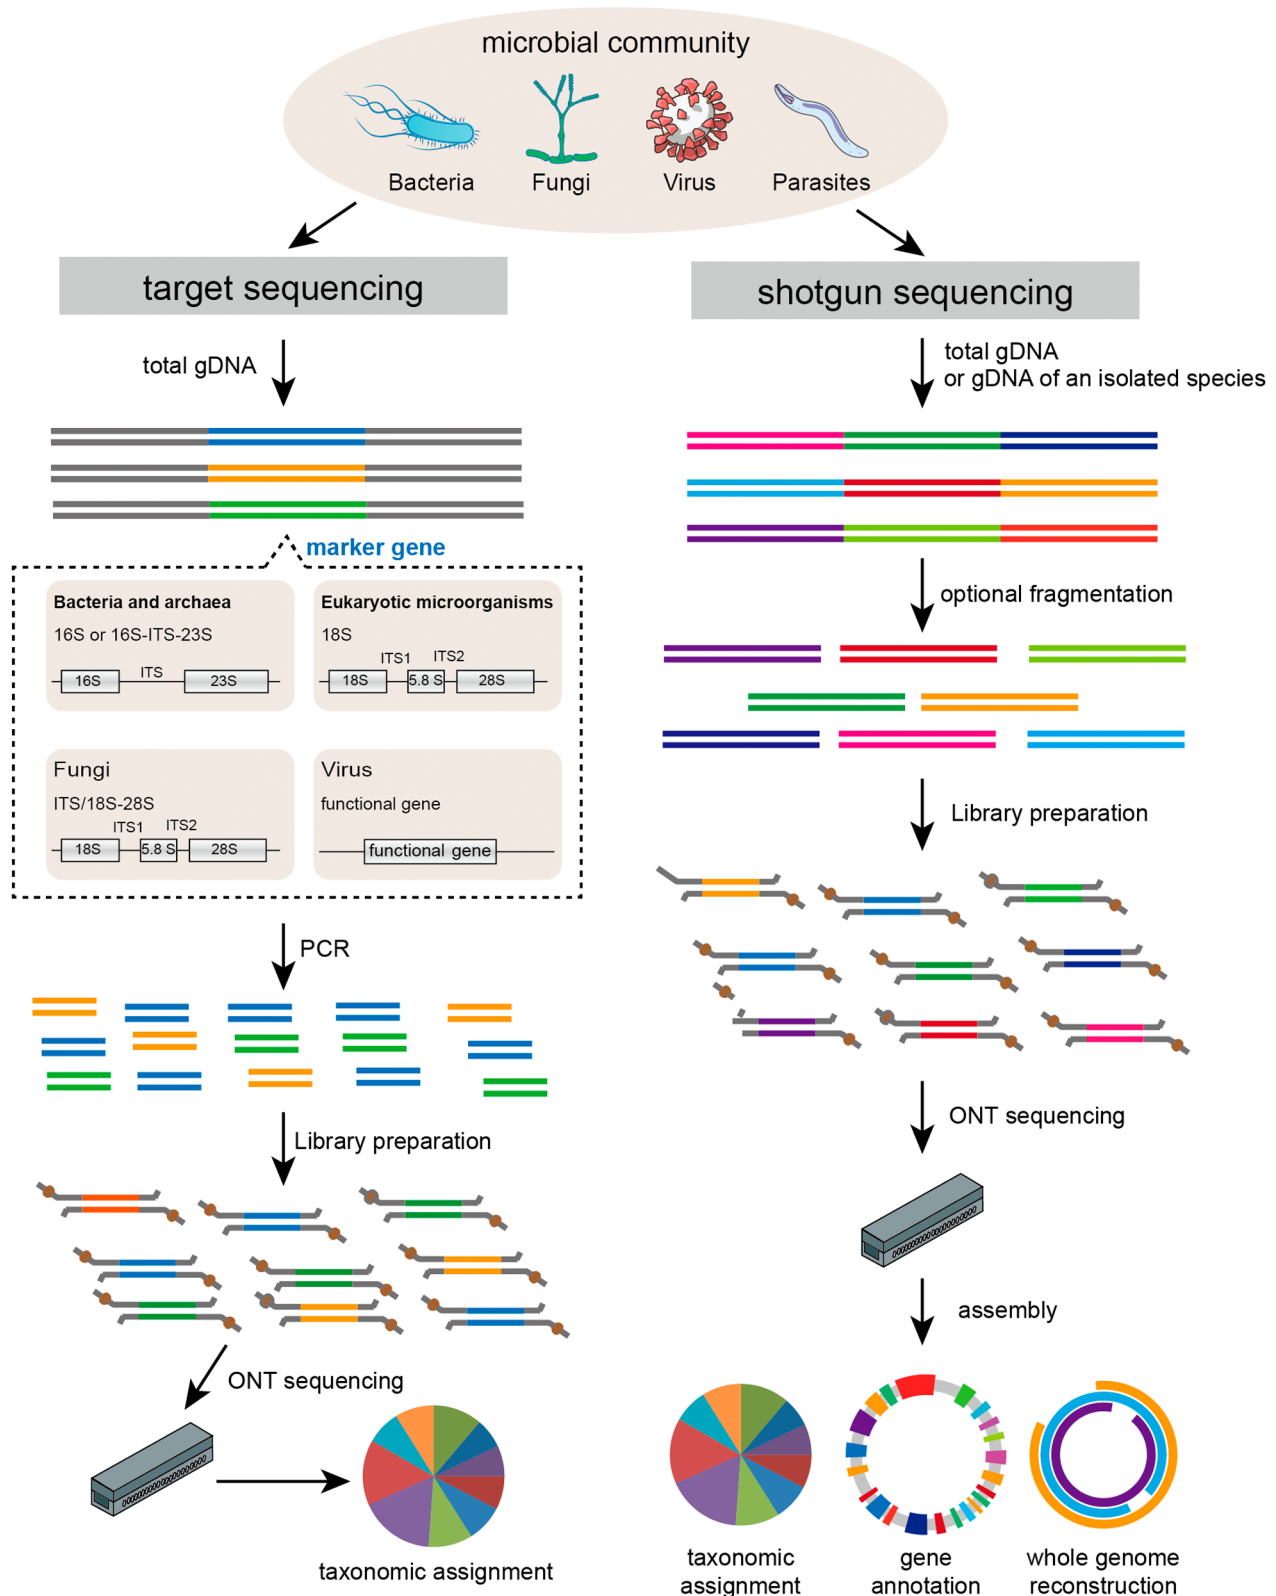 microbial community
Bacteria
Fungi
Virus
Parasites
target sequencing
total gDNA
marker gene
Bacteria and archaea
16S or 16S-ITS-23S
ITS
16S
23S
Eukaryotic microorganisms
18S
ITS1
ITS2
18S
5.8 S
28S
Fungi
ITS/18S-28S
ITS1
ITS2
18S
5.8 S
28S
Virus
functional gene
functional gene
PCR
Library preparation
ONT sequencing
taxonomic assignment
shotgun sequencing
total gDNA
or gDNA of an isolated species
optional fragmentation
Library preparation
ONT sequencing
assembly
taxonomic
assignment
gene
annotation
whole genome
reconstruction